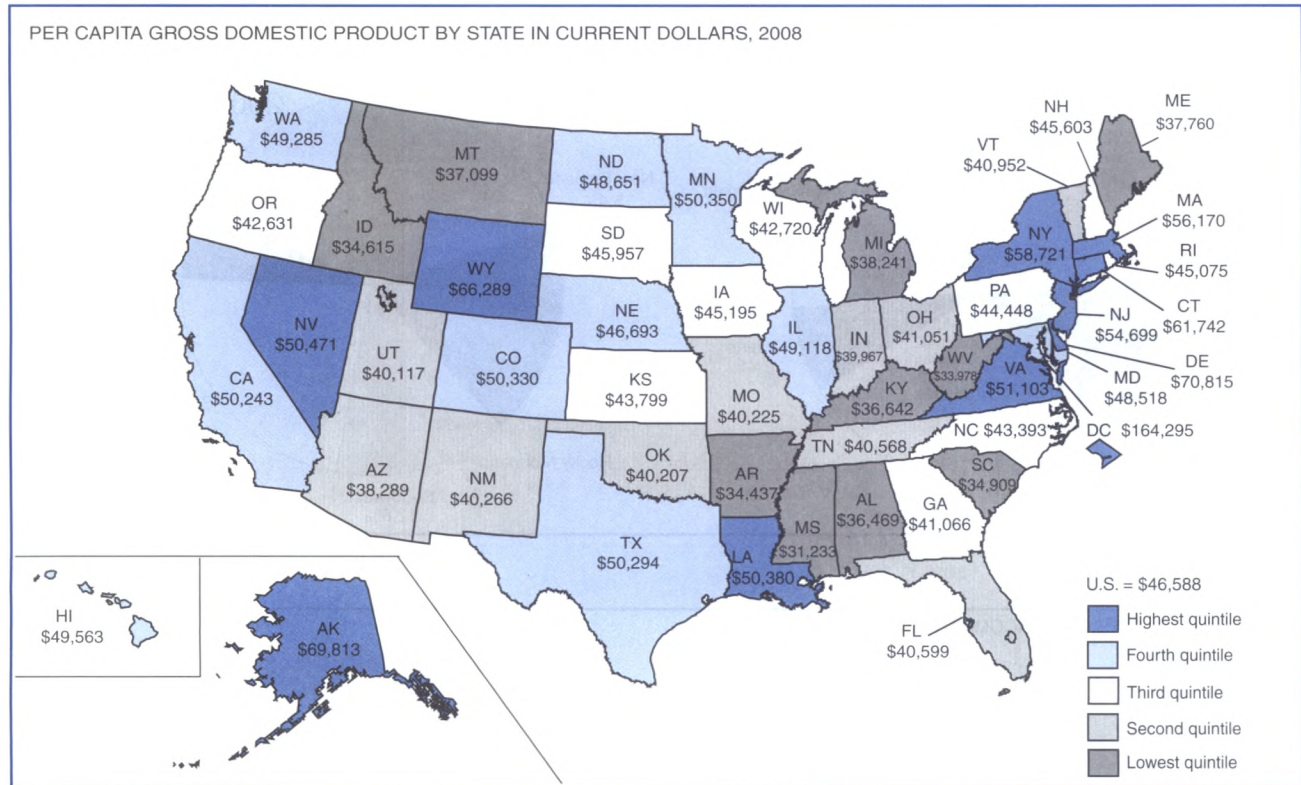 PER CAPITA GROSS DOMESTIC PRODUCT BY STATE IN CURRENT DOLLARS, 2008
WA
$49,285
OR
$42,631
CA
$50,243
NV
$50,471
ID
$34,615
MT
$37,099
WY
$66,289
UT
$40,117
CO
$50,330
AZ
$38,289
NM
$40,266
ND
$48,651
SD
$45,957
NE
$46,693
KS
$43,799
OK
$40,207
TX
$50,294
MN
$50,350
IA
$45,195
MO
$40,225
AR
$34,437
LA
$50,380
WI
$42,720
IL
$49,118
MI
$38,241
IN
$39,967
OH
$41,051
KY
$36,642
TN $40,568
MS
$31,233
AL
$36,469
GA
$41,066
FL
$40,599
SC
$34,909
NC $43,393
WV
$33,978
VA
$51,103
PA
$44,448
NY
$58,721
VT
$40,952
NH
$45,603
ME
$37,760
MA
$56,170
RI
$45,075
CT
$61,742
NJ
$54,699
DE
$70,815
MD
$48,518
DC $164,295
HI
$49,563
AK
$69,813
U.S. = $46,588
Highest quintile
Fourth quintile
Third quintile
Second quintile
Lowest quintile